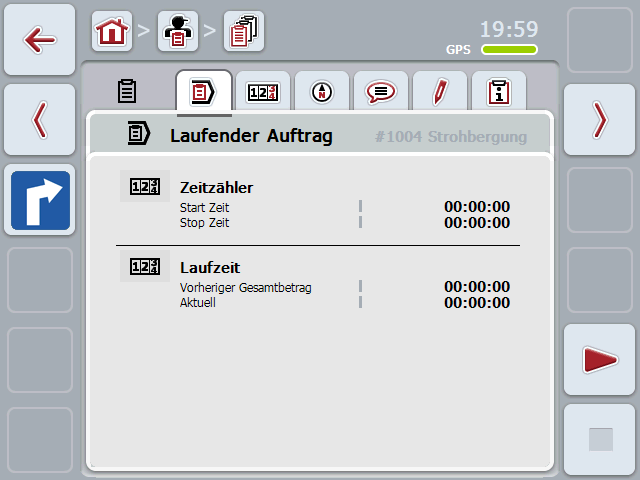 19:59
GPS
Laufender Auftrag #1004 Strohbergung
Zeitzähler
Start Zeit 00:00:00
Stop Zeit 00:00:00
Laufzeit
Vorheriger Gesamtbetrag 00:00:00
Aktuell 00:00:00